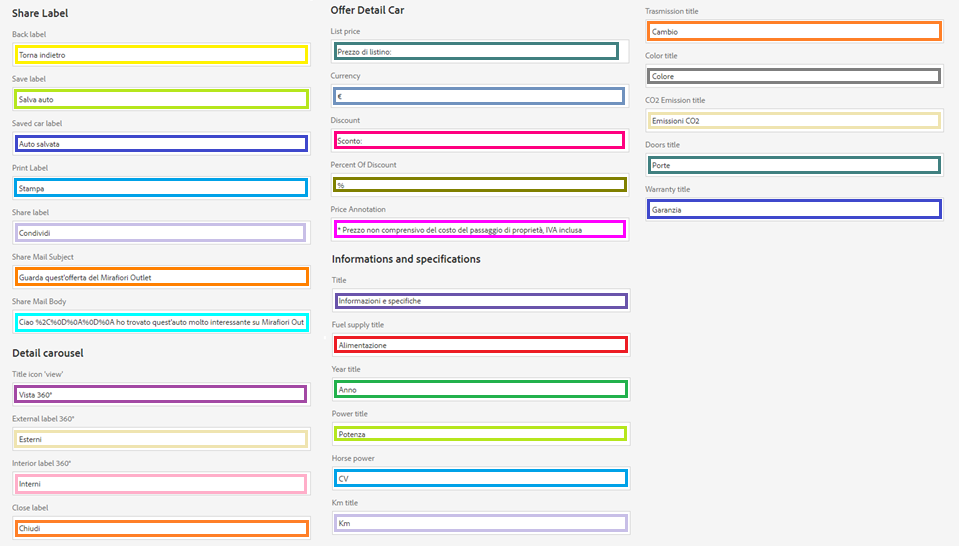 Share Label
Back label
Torna indietro
Save label
Salva auto
Saved car label
Auto salvata
Print Label
Stampa
Share label
Condividi
Share Mail Subject
Guarda quest'offerta del Mirafiori Outlet
Share Mail Body
Ciao %2C%0D%0A%0D%0A ho trovato quest'auto molto interessante su Mirafiori Out
Detail carousel
Title icon 'view'
Vista 360°
External label 360°
Esterni
Interior label 360°
Interni
Close label
Chiudi
Offer Detail Car
List price
Prezzo di listino:
Currency
€
Discount
Sconto:
Percent Of Discount
%
Price Annotation
* Prezzo non comprensivo del costo del passaggio di proprietà, IVA inclusa
Informations and specifications
Title
Informazioni e specifiche
Fuel supply title
Alimentazione
Year title
Anno
Power title
Potenza
Horse power
CV
Km title
Km
Trasmission title
Cambio
Color title
Colore
CO2 Emission title
Emissioni CO2
Doors title
Porte
Warranty title
Garanzia